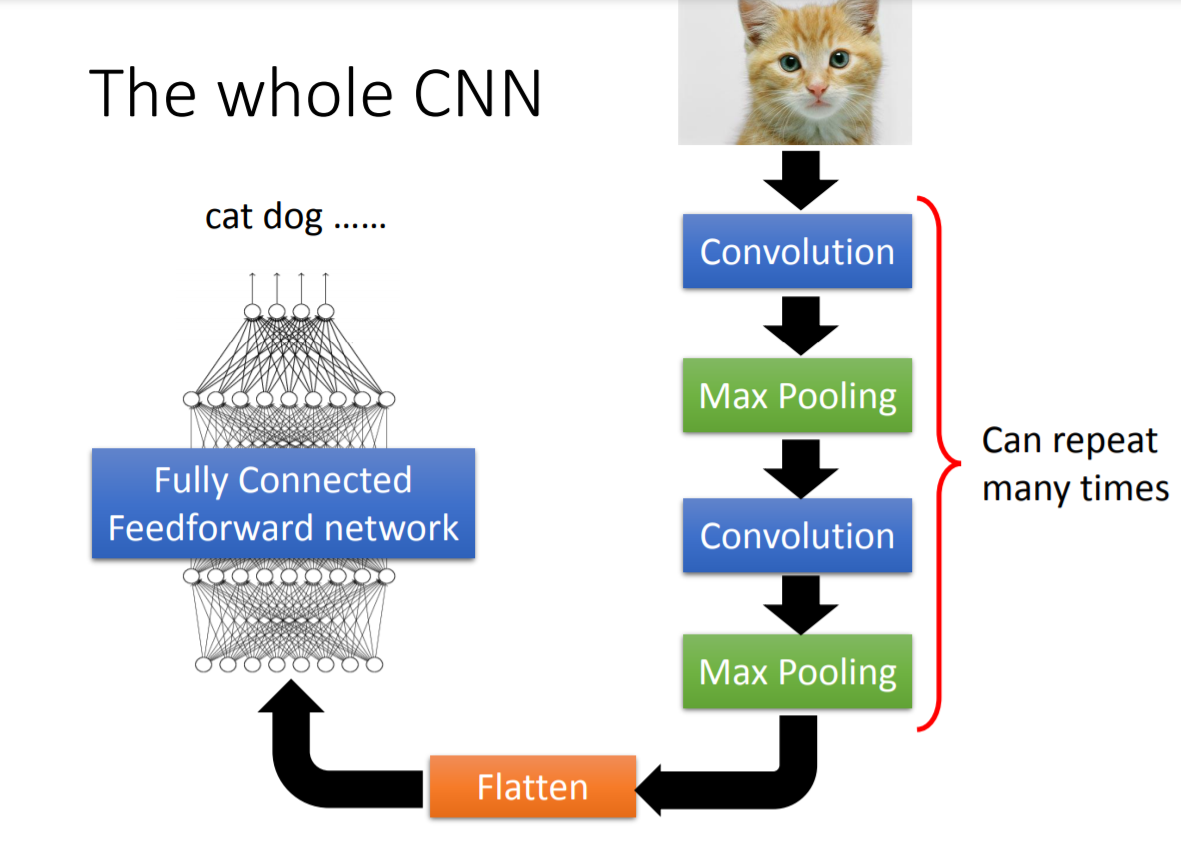 The whole CNN
cat dog ......
Convolution
Max Pooling
Convolution
Max Pooling
Can repeat
many times
Flatten
Fully Connected
Feedforward network